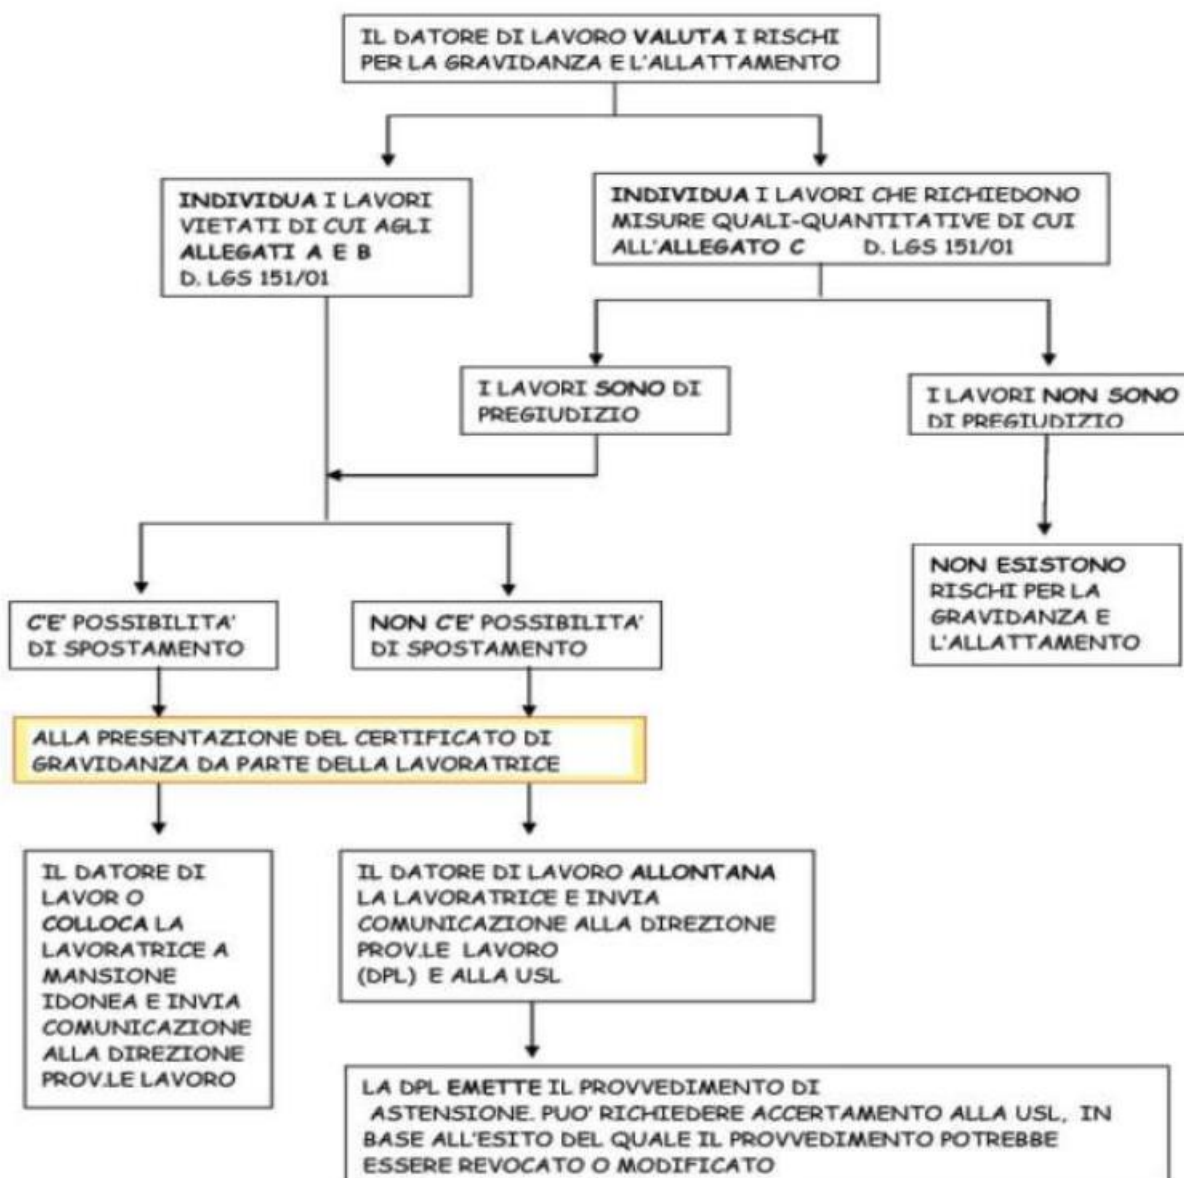 IL DATORE DI LAVORO VALUTA I RISCHI
PER LA GRAVIDANZA E L'ALLATTAMENTO
INDIVIDUA I LAVORI
VIETATI DI CUI AGLI
ALLEGATI A E B
D. LGS 151/01
INDIVIDUA I LAVORI CHE RICHIEDONO
MISURE QUALI-QUANTITATIVE DI CUI
ALL'ALLEGATO C D. LGS 151/01
I LAVORI SONO DI
PREGIUDIZIO
I LAVORI NON SONO
DI PREGIUDIZIO
NON ESISTONO
RISCHI PER LA
GRAVIDANZA E
L'ALLATTAMENTO
C'E' POSSIBILITA'
DI SPOSTAMENTO
NON C'E' POSSIBILITA'
DI SPOSTAMENTO
ALLA PRESENTAZIONE DEL CERTIFICATO DI
GRAVIDANZA DA PARTE DELLA LAVORATRICE
IL DATORE DI
LAVOR O
COLLOCA LA
LAVORATRICE A
MANSIONE
IDONEA E INVIA
COMUNICAZIONE
ALLA DIREZIONE
PROV.LE LAVORO
IL DATORE DI LAVORO ALLONTANA
LA LAVORATRICE E INVIA
COMUNICAZIONE ALLA DIREZIONE
PROV.LE LAVORO
(DPL) E ALLA USL
LA DPL EMETTE IL PROVVEDIMENTO DI
ASTENSIONE. PUO' RICHIEDERE ACCERTAMENTO ALLA USL, IN
BASE ALL'ESITO DEL QUALE IL PROVVEDIMENTO POTREBBE
ESSERE REVOCATO O MODIFICATO